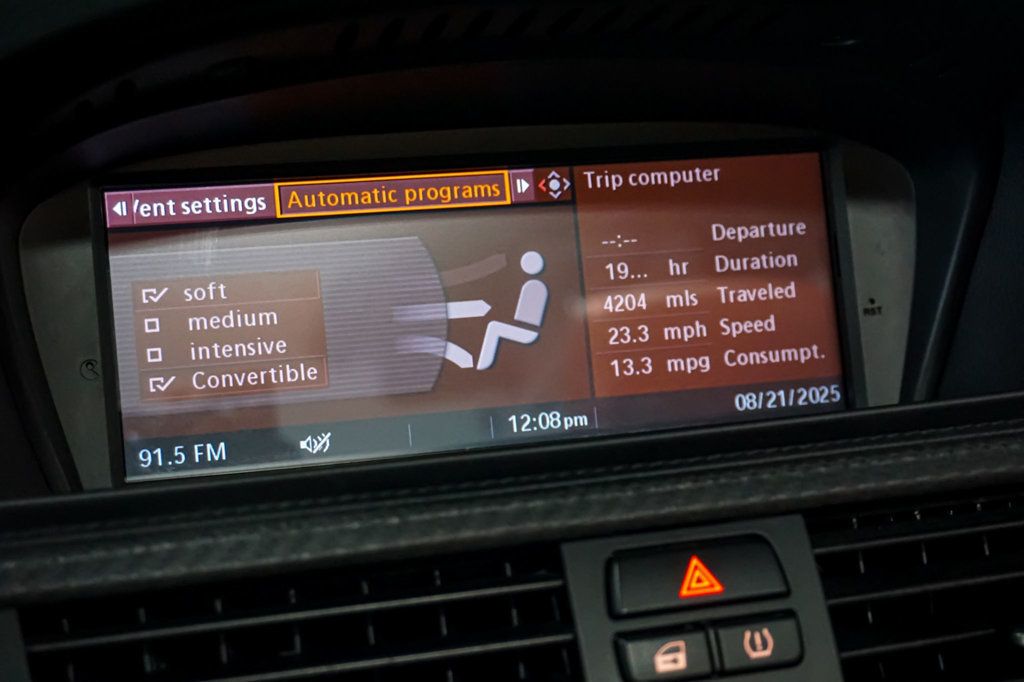 /ent settings Automatic programs
soft
medium
intensive
Convertible
Trip computer
--:-- Departure
19... hr Duration
4204 mls Traveled
23.3 mph Speed
13.3 mpg Consumpt.
91.5 FM
12:08pm
08/21/2025
RST